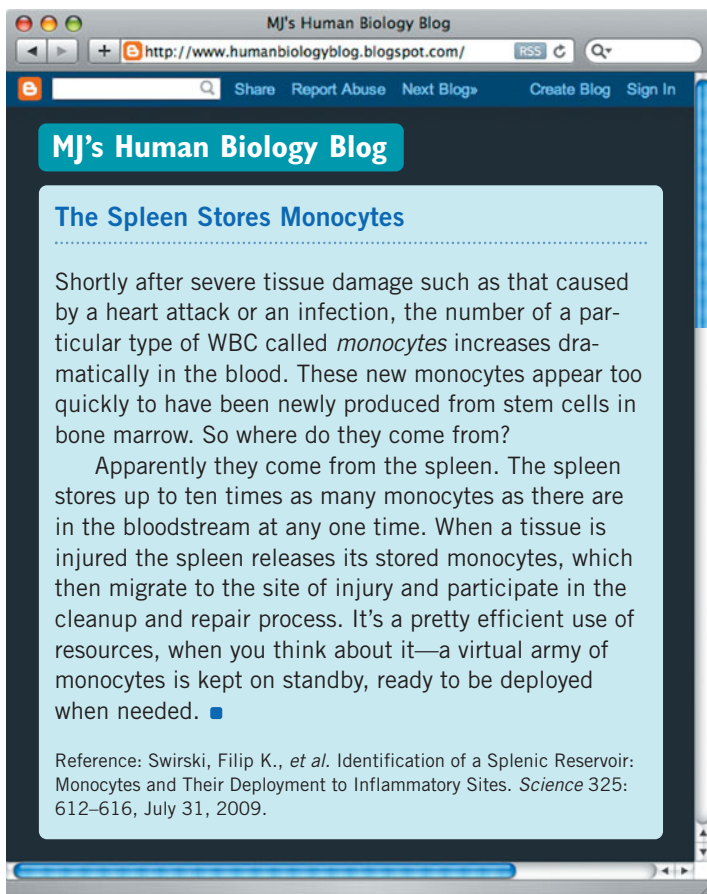 MJ's Human Biology Blog
http://www.humanbiologyblog.blogspot.com/ RSS
Share Report Abuse Next Blog» Create Blog Sign In
MJ's Human Biology Blog
The Spleen Stores Monocytes
Shortly after severe tissue damage such as that caused
by a heart attack or an infection, the number of a par-
ticular type of WBC called monocytes increases dra-
matically in the blood. These new monocytes appear too
quickly to have been newly produced from stem cells in
bone marrow. So where do they come from?
Apparently they come from the spleen. The spleen
stores up to ten times as many monocytes as there are
in the bloodstream at any one time. When a tissue is
injured the spleen releases its stored monocytes, which
then migrate to the site of injury and participate in the
cleanup and repair process. It's a pretty efficient use of
resources, when you think about it—a virtual army of
monocytes is kept on standby, ready to be deployed
when needed.
Reference: Swirski, Filip K., et al. Identification of a Splenic Reservoir:
Monocytes and Their Deployment to Inflammatory Sites. Science 325:
612–616, July 31, 2009.